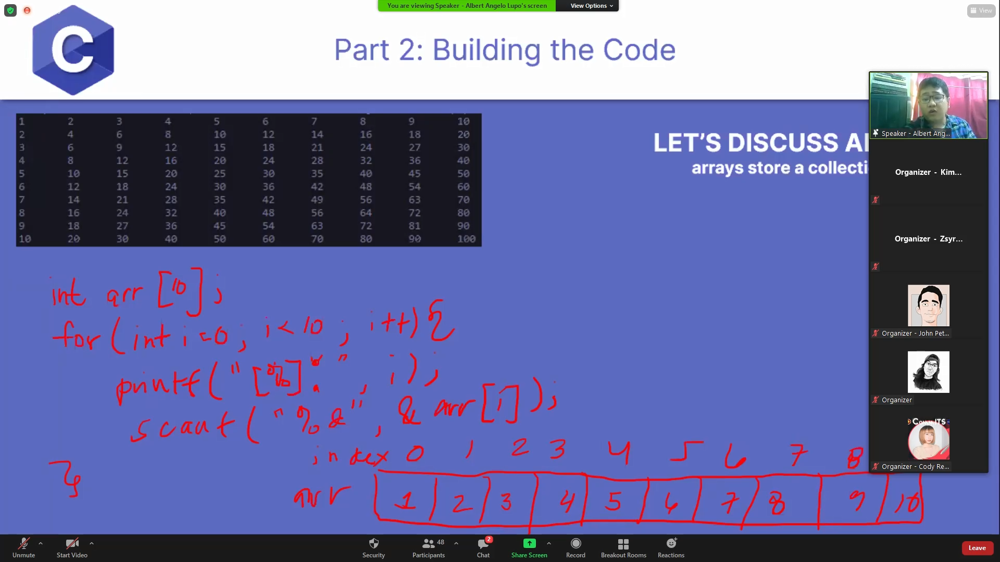 You are viewing Speaker - Albert Angelo Lupo's screen View Options
View
C
Part 2: Building the Code
1 2 3 4 5 6 7 8 9 10
2 4 6 8 10 12 14 16 18 20
3 6 9 12 15 18 21 24 27 30
4 8 12 16 20 24 28 32 36 40
5 10 15 20 25 30 35 40 45 50
6 12 18 24 30 36 42 48 54 60
7 14 21 28 35 42 49 56 63 70
8 16 24 32 40 48 56 64 72 80
9 18 27 36 45 54 63 72 81 90
10 20 30 40 50 60 70 80 90 100
LET'S DISCUSS
arrays store a
int arr [10];
for (int i=0; i<10; i++){
printf(" ", i);
scanf("%d", & arr[i]);
index 0 1 2 3 4 5 6 7 8
}
arr 1 2 3 4 5 6 7 8 9 10
Speaker - Albert Ang...
Organizer - Kim...
Organizer - Zsyr...
Organizer - John Pet...
Organizer
CommITS
Organizer - Cody Re...
Unmute
Start Video
Security
48
Participants
2
Chat
Share Screen
Record
Breakout Rooms
Reactions
Leave